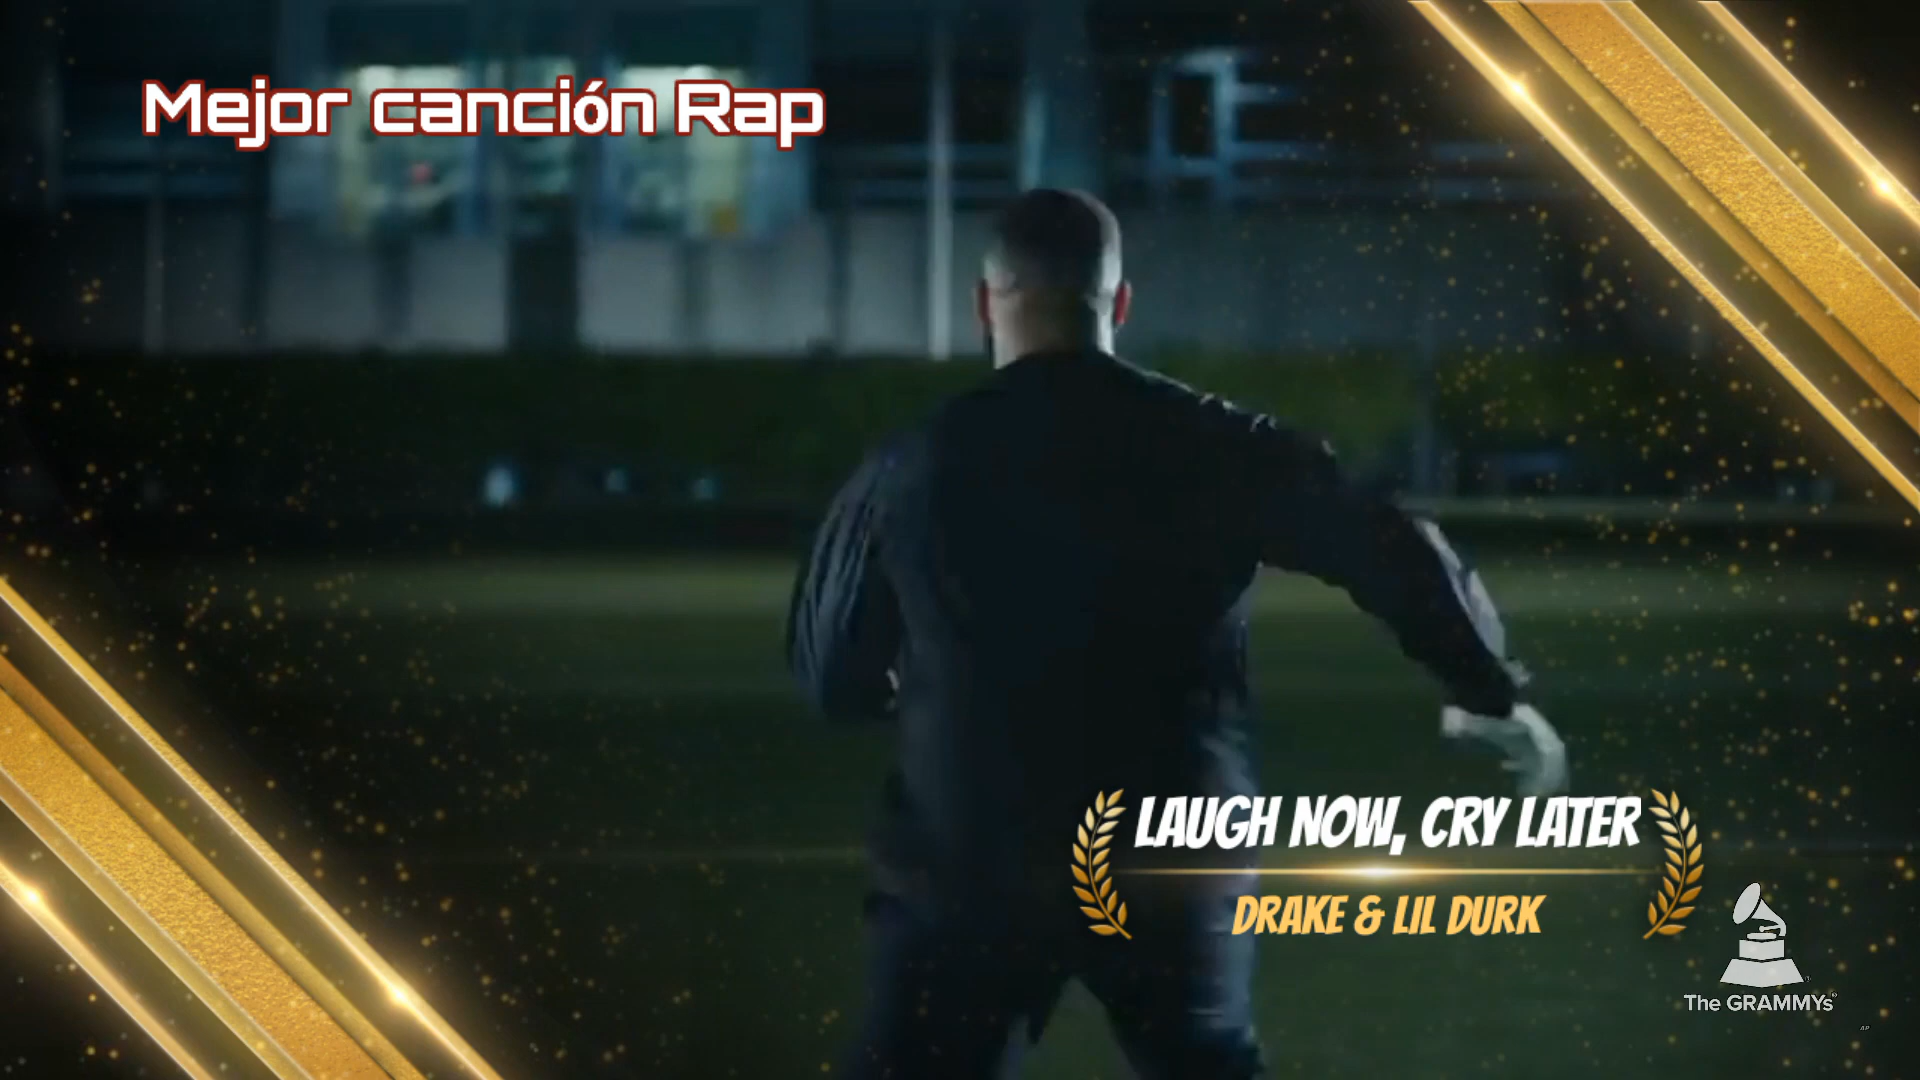 Mejor canción Rap
LAUGH NOW, CRY LATER
DRAKE & LIL DURK
The GRAMMYs